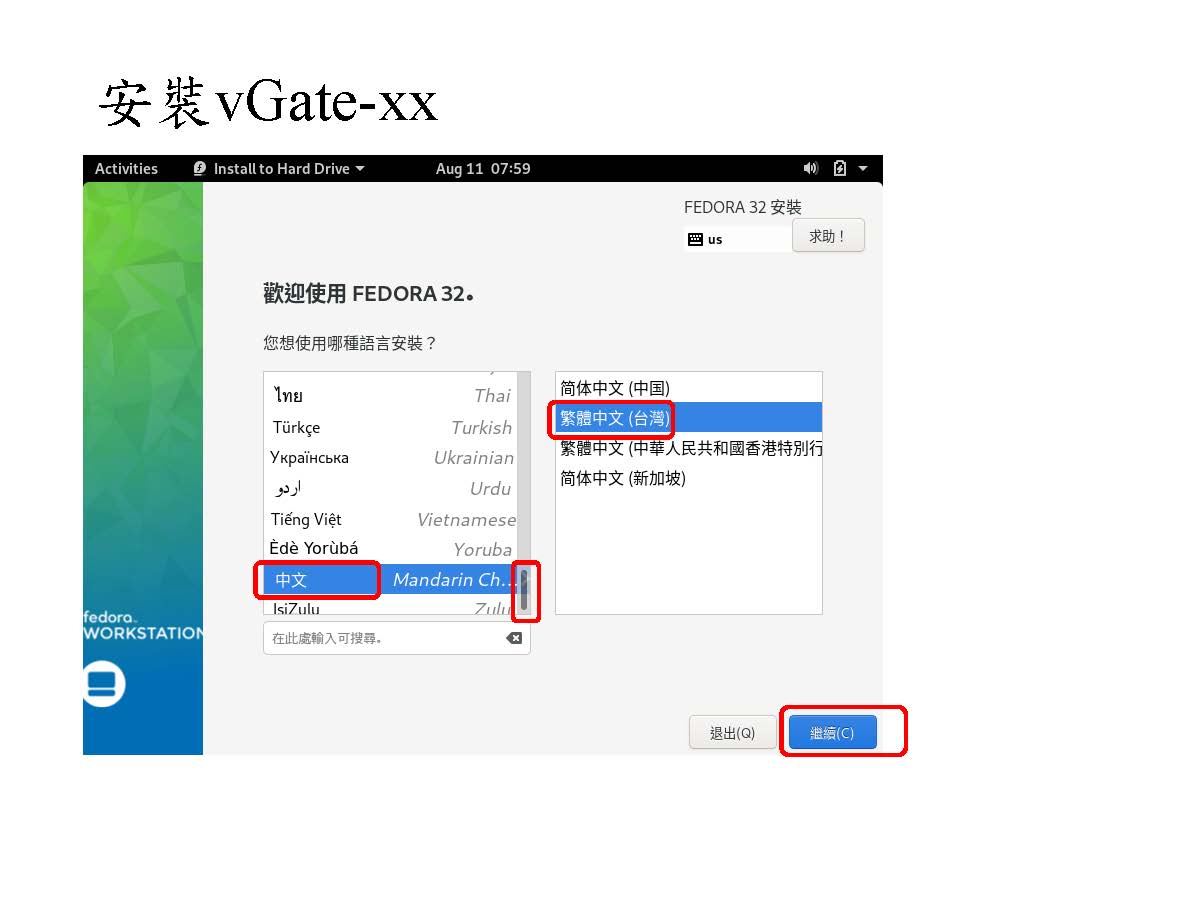 安裝vGate-xx
Activities Install to Hard Drive Aug 11 07:59
FEDORA 32 安裝
us 求助！
歡迎使用 FEDORA 32。
您想使用哪種語言安裝？
ไทย Thai
Türkçe Turkish
Українська Ukrainian
اردو Urdu
Tiếng Việt Vietnamese
Èdè Yorùbá Yoruba
中文 Mandarin Ch…
IsiZulu Zulu
在此處輸入可搜尋。
简体中文 (中国)
繁體中文 (台灣)
繁體中文 (中華人民共和國香港特別行
简体中文 (新加坡)
fedora
WORKSTATION
退出(Q) 繼續(C)